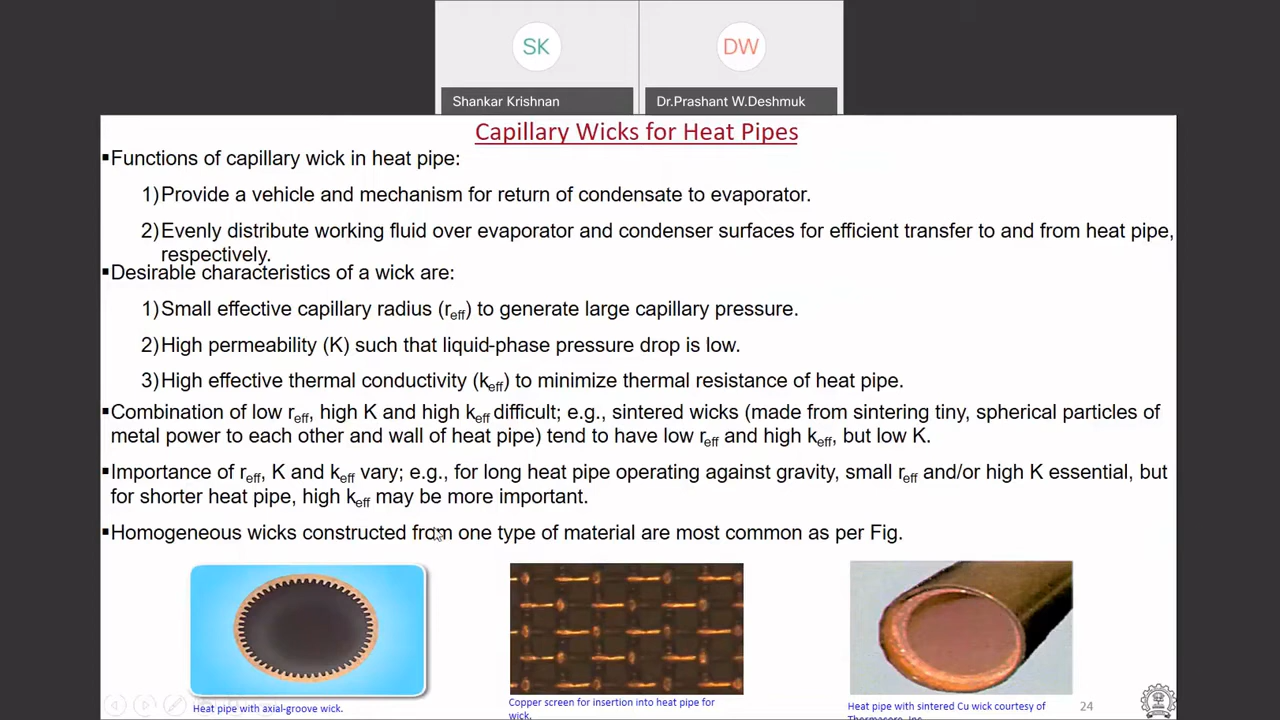 SK
DW
Shankar Krishnan
Dr.Prashant W.Deshmuk
Capillary Wicks for Heat Pipes
▪Functions of capillary wick in heat pipe:
1)Provide a vehicle and mechanism for return of condensate to evaporator.
2)Evenly distribute working fluid over evaporator and condenser surfaces for efficient transfer to and from heat pipe,
respectively.
▪Desirable characteristics of a wick are:
1)Small effective capillary radius (reff) to generate large capillary pressure.
2)High permeability (K) such that liquid-phase pressure drop is low.
3)High effective thermal conductivity (keff) to minimize thermal resistance of heat pipe.
▪Combination of low reff, high K and high keff difficult; e.g., sintered wicks (made from sintering tiny, spherical particles of
metal power to each other and wall of heat pipe) tend to have low reff and high keff, but low K.
▪Importance of reff, K and keff vary; e.g., for long heat pipe operating against gravity, small reff and/or high K essential, but
for shorter heat pipe, high keff may be more important.
▪Homogeneous wicks constructed from one type of material are most common as per Fig.
Heat pipe with axial-groove wick.
Copper screen for insertion into heat pipe for
wick.
Heat pipe with sintered Cu wick courtesy of
Thermacore, Inc.
24